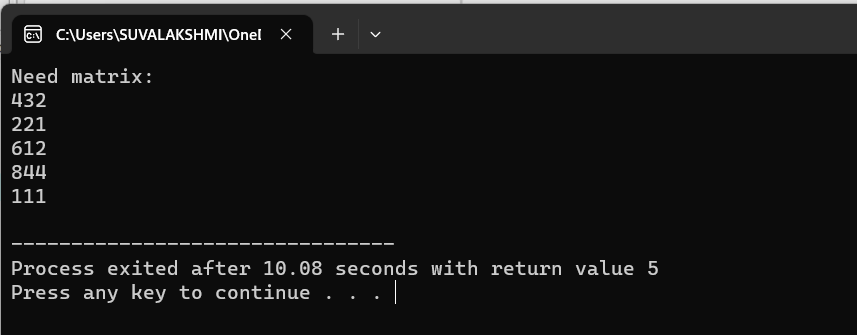 C:\Users\SUVALAKSHMI\OneI
Need matrix:
432
221
612
844
111
--------------------------------
Process exited after 10.08 seconds with return value 5
Press any key to continue . . .